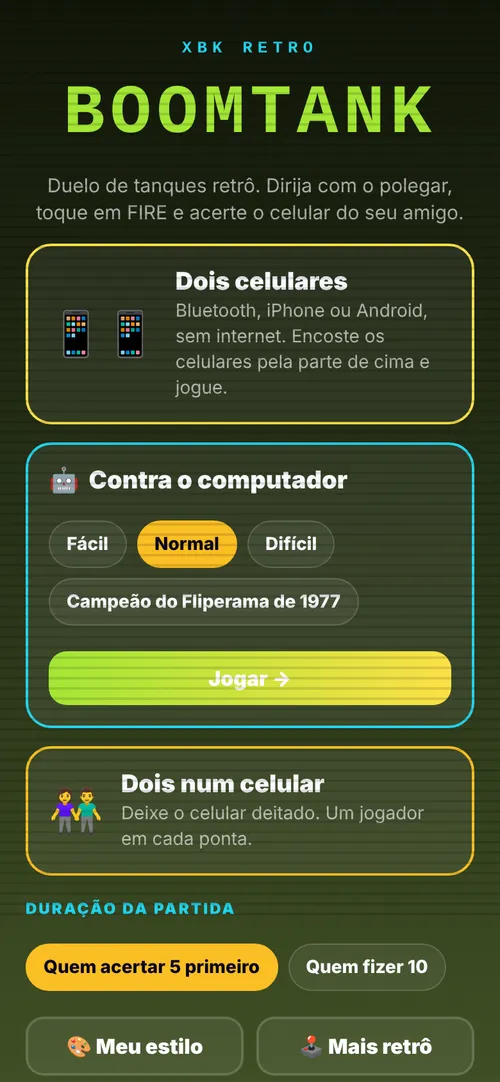 XBK RETRO
BOOMTANK
Duelo de tanques retrô. Dirija com o polegar,
toque em FIRE e acerte o celular do seu amigo.
Dois celulares
Bluetooth, iPhone ou Android,
sem internet. Encoste os
celulares pela parte de cima e
jogue.
Contra o computador
Fácil
Normal
Difícil
Campeão do Fliperama de 1977
Jogar →
Dois num celular
Deixe o celular deitado. Um jogador
em cada ponta.
DURAÇÃO DA PARTIDA
Quem acertar 5 primeiro
Quem fizer 10
Meu estilo
Mais retrô